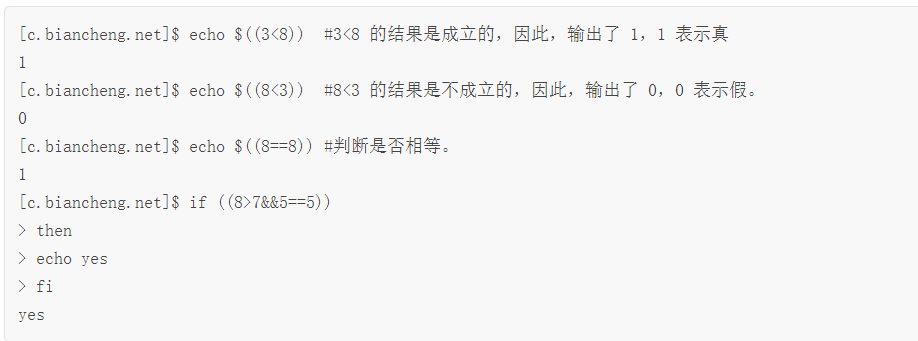 [c.biancheng.net]$ echo $((3<8))  #3<8 的结果是成立的，因此，输出了 1，1 表示真
1
[c.biancheng.net]$ echo $((8<3))  #8<3 的结果是不成立的，因此，输出了 0，0 表示假。
0
[c.biancheng.net]$ echo $((8==8)) #判断是否相等。
1
[c.biancheng.net]$ if ((8>7&&5==5))
> then
> echo yes
> fi
yes